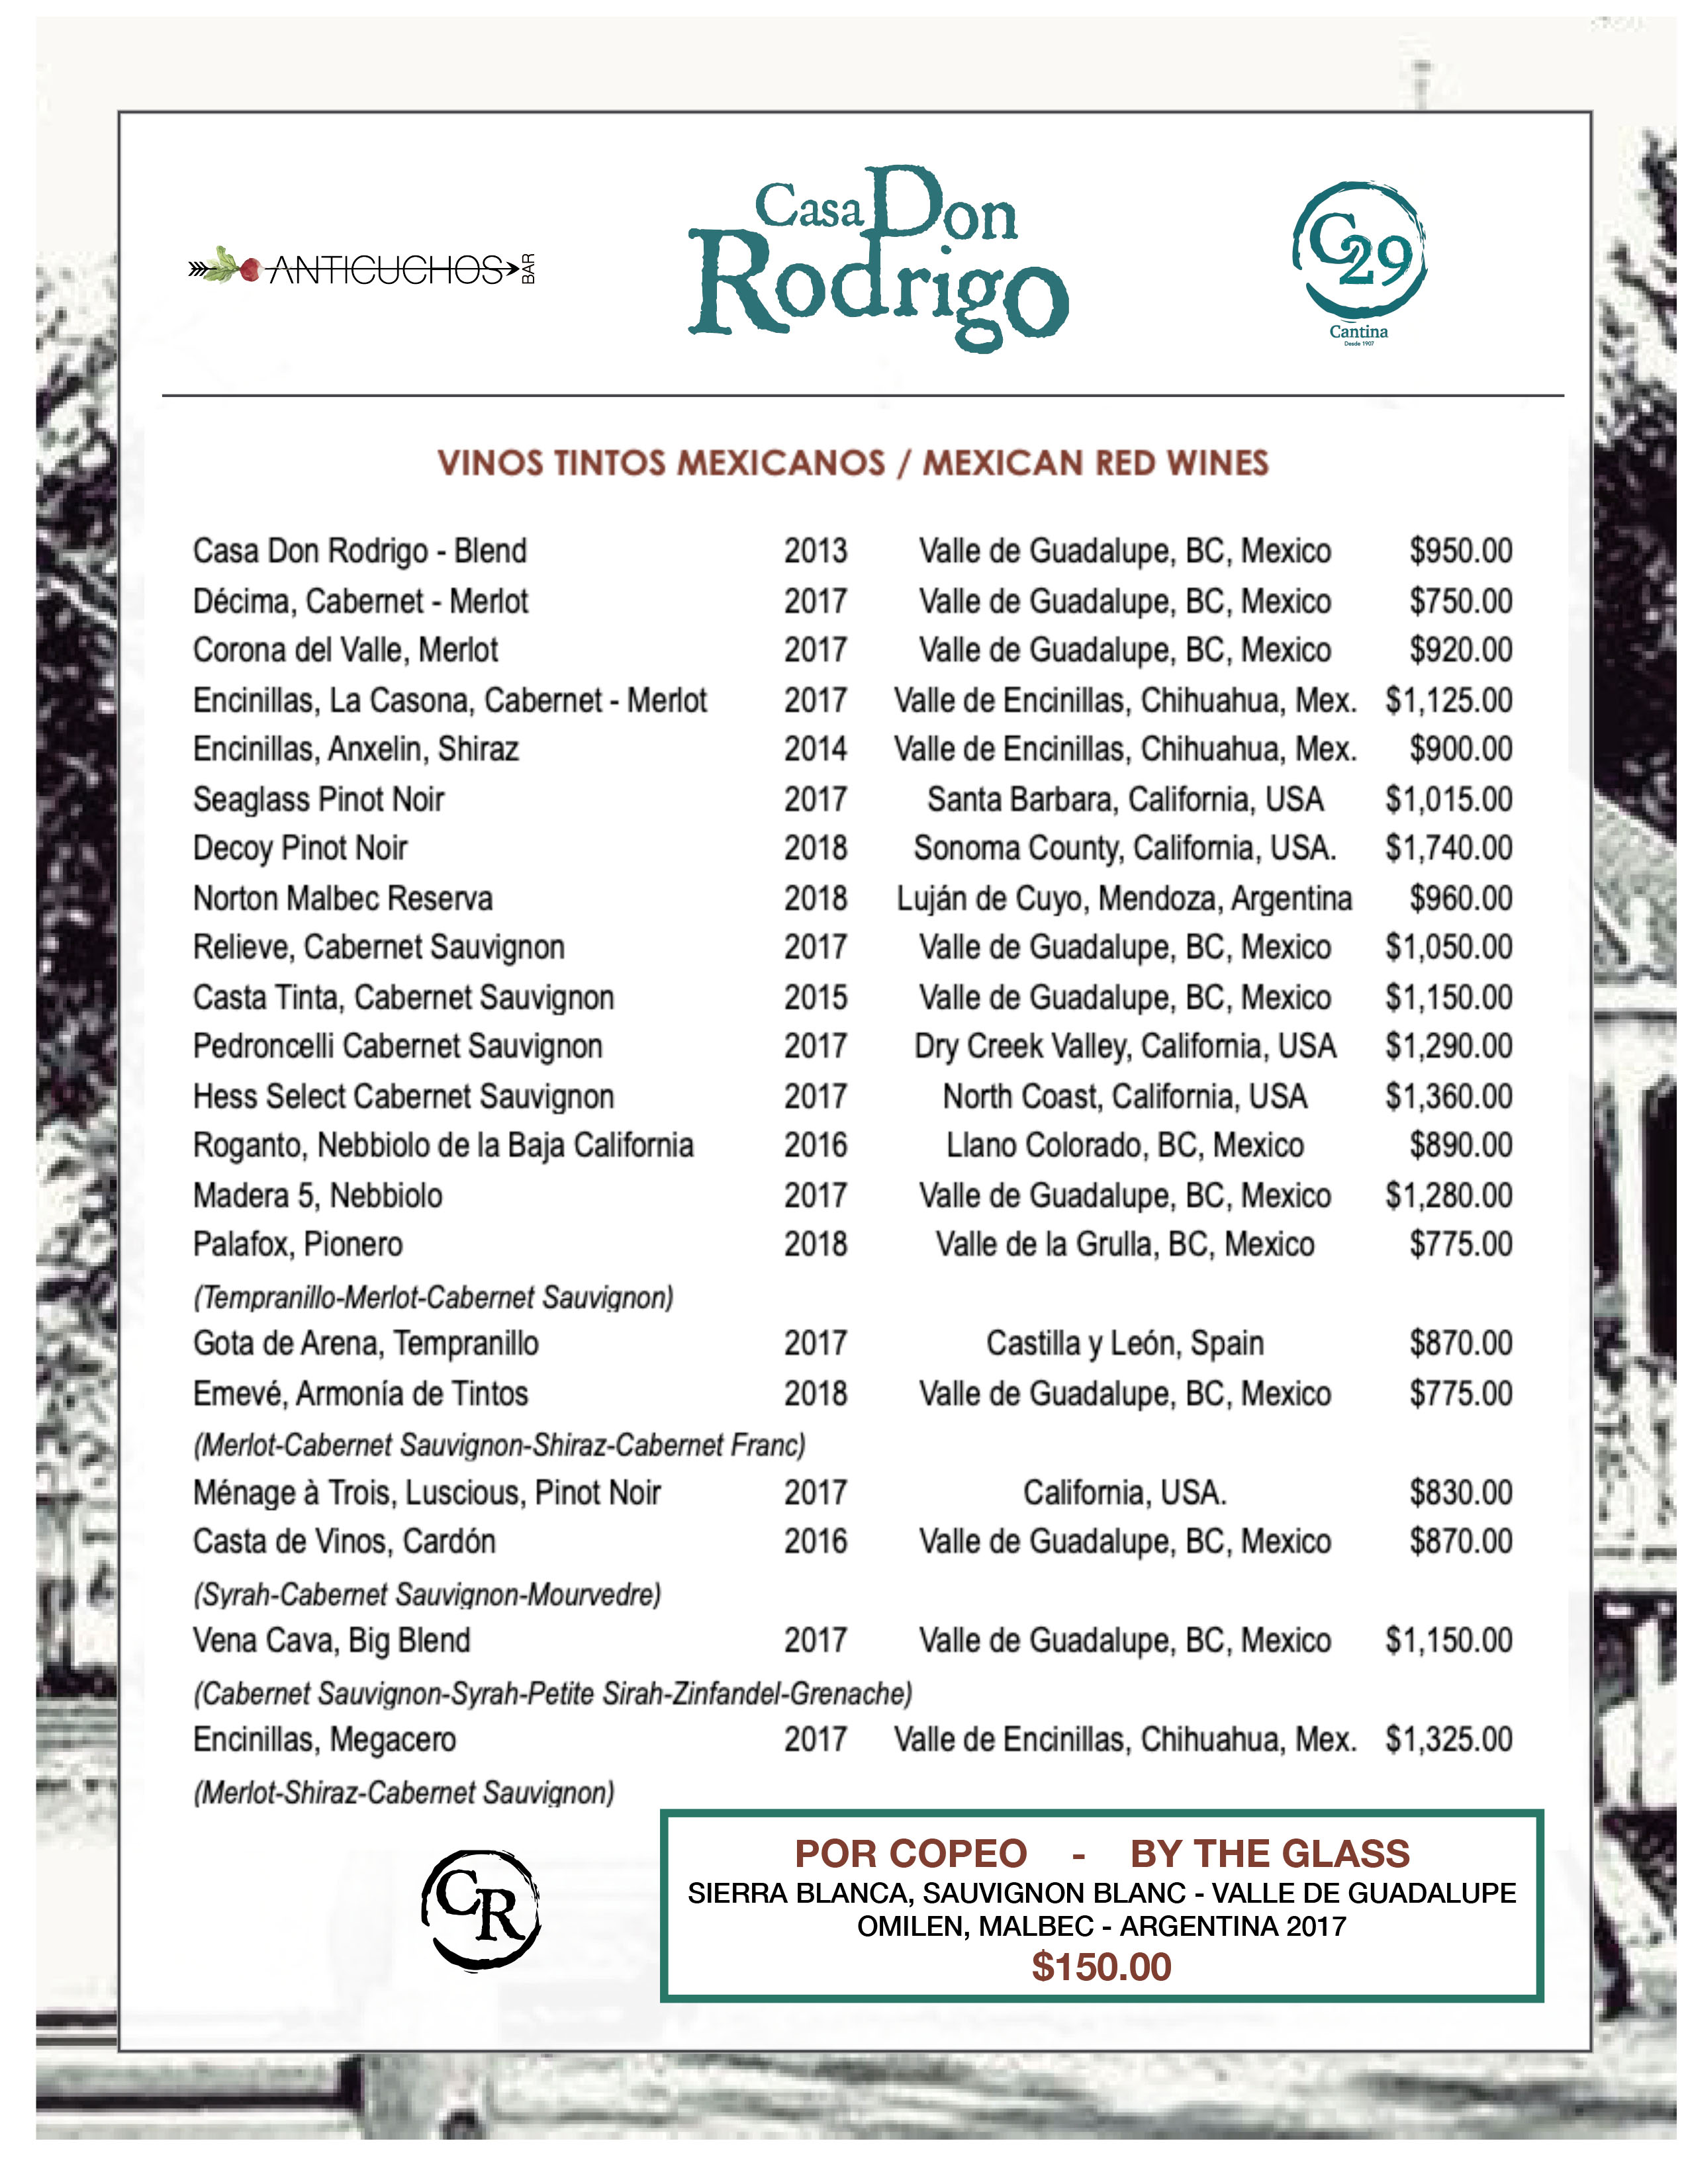 ANTICUCHOS BAR
Casa Don
Rodrigo
C29
Cantina
Desde 1907
VINOS TINTOS MEXICANOS / MEXICAN RED WINES
Casa Don Rodrigo - Blend 2013 Valle de Guadalupe, BC, Mexico $950.00
Décima, Cabernet - Merlot 2017 Valle de Guadalupe, BC, Mexico $750.00
Corona del Valle, Merlot 2017 Valle de Guadalupe, BC, Mexico $920.00
Encinillas, La Casona, Cabernet - Merlot 2017 Valle de Encinillas, Chihuahua, Mex. $1,125.00
Encinillas, Anxelin, Shiraz 2014 Valle de Encinillas, Chihuahua, Mex. $900.00
Seaglass Pinot Noir 2017 Santa Barbara, California, USA $1,015.00
Decoy Pinot Noir 2018 Sonoma County, California, USA. $1,740.00
Norton Malbec Reserva 2018 Luján de Cuyo, Mendoza, Argentina $960.00
Relieve, Cabernet Sauvignon 2017 Valle de Guadalupe, BC, Mexico $1,050.00
Casta Tinta, Cabernet Sauvignon 2015 Valle de Guadalupe, BC, Mexico $1,150.00
Pedroncelli Cabernet Sauvignon 2017 Dry Creek Valley, California, USA $1,290.00
Hess Select Cabernet Sauvignon 2017 North Coast, California, USA $1,360.00
Roganto, Nebbiolo de la Baja California 2016 Llano Colorado, BC, Mexico $890.00
Madera 5, Nebbiolo 2017 Valle de Guadalupe, BC, Mexico $1,280.00
Palafox, Pionero 2018 Valle de la Grulla, BC, Mexico $775.00
(Tempranillo-Merlot-Cabernet Sauvignon)
Gota de Arena, Tempranillo 2017 Castilla y León, Spain $870.00
Emevé, Armonía de Tintos 2018 Valle de Guadalupe, BC, Mexico $775.00
(Merlot-Cabernet Sauvignon-Shiraz-Cabernet Franc)
Ménage à Trois, Luscious, Pinot Noir 2017 California, USA. $830.00
Casta de Vinos, Cardón 2016 Valle de Guadalupe, BC, Mexico $870.00
(Syrah-Cabernet Sauvignon-Mourvedre)
Vena Cava, Big Blend 2017 Valle de Guadalupe, BC, Mexico $1,150.00
(Cabernet Sauvignon-Syrah-Petite Sirah-Zinfandel-Grenache)
Encinillas, Megacero 2017 Valle de Encinillas, Chihuahua, Mex. $1,325.00
(Merlot-Shiraz-Cabernet Sauvignon)
CR
POR COPEO - BY THE GLASS
SIERRA BLANCA, SAUVIGNON BLANC - VALLE DE GUADALUPE
OMILEN, MALBEC - ARGENTINA 2017
$150.00